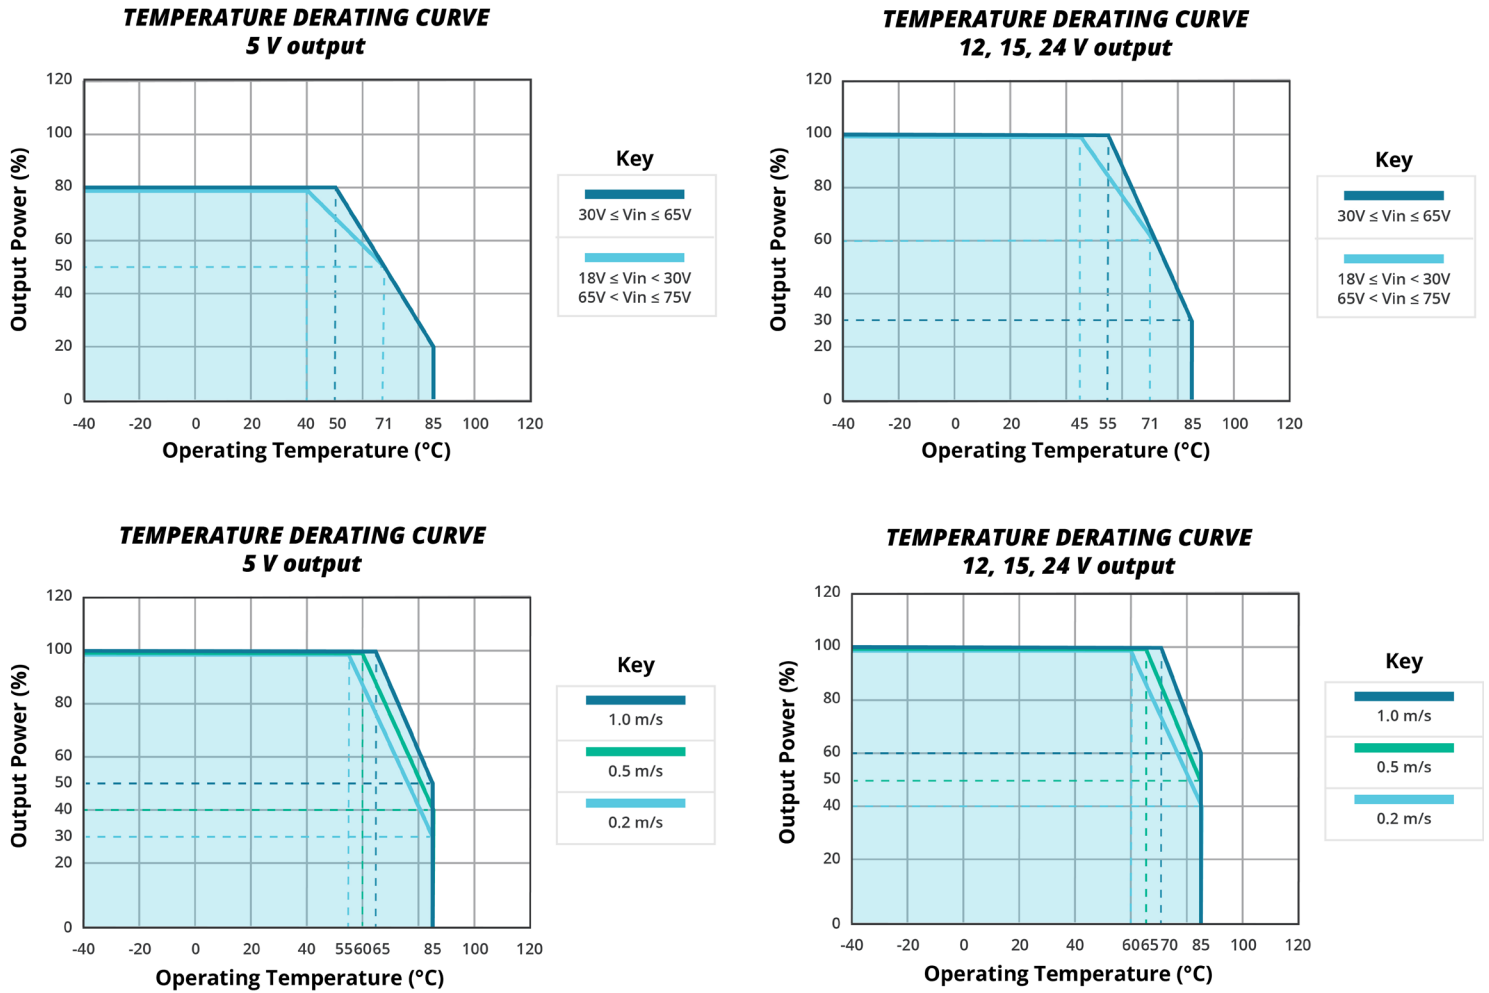 TEMPERATURE DERATING CURVE
5 V output
120
100
80
60
50
40
20
0
Output Power (%)
-40 -20 0 20 40 50 71 85 100 120
Operating Temperature (°C)
Key
30V ≤ Vin ≤ 65V
18V ≤ Vin < 30V
65V < Vin ≤ 75V
TEMPERATURE DERATING CURVE
12, 15, 24 V output
120
100
80
60
40
30
20
0
Output Power (%)
-40 -20 0 20 45 55 71 85 100 120
Operating Temperature (°C)
Key
30V ≤ Vin ≤ 65V
18V ≤ Vin < 30V
65V < Vin ≤ 75V
TEMPERATURE DERATING CURVE
5 V output
120
100
80
60
50
40
30
20
0
Output Power (%)
-40 -20 0 20 40 55 60 65 85 100 120
Operating Temperature (°C)
Key
1.0 m/s
0.5 m/s
0.2 m/s
TEMPERATURE DERATING CURVE
12, 15, 24 V output
120
100
80
60
50
40
20
0
Output Power (%)
-40 -20 0 20 40 60 65 70 85 100 120
Operating Temperature (°C)
Key
1.0 m/s
0.5 m/s
0.2 m/s